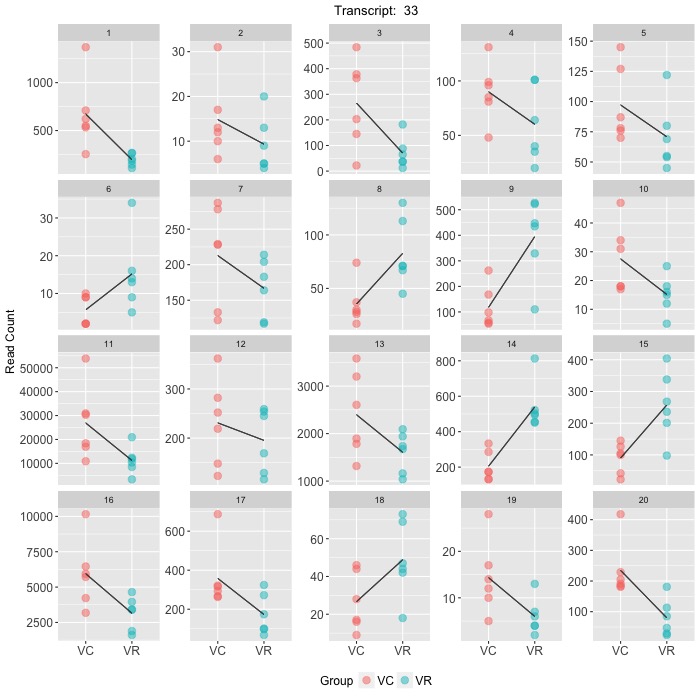 Transcript: 33
1 2 3 4 5
1000 500
30 20 10
500 400 300 200 100 0
100 50
150 125 100 75 50
6 7 8 9 10
30 20 10
250 200 150
100 50
500 400 300 200 100
40 30 20 10
Read Count
11 12 13 14 15
50000 40000 30000 20000 10000
300 200
3000 2000 1000
800 600 400 200
400 300 200 100
16 17 18 19 20
10000 7500 5000 2500
600 400 200
60 40 20
20 10
400 300 200 100
VC VR VC VR VC VR VC VR VC VR
Group VC VR